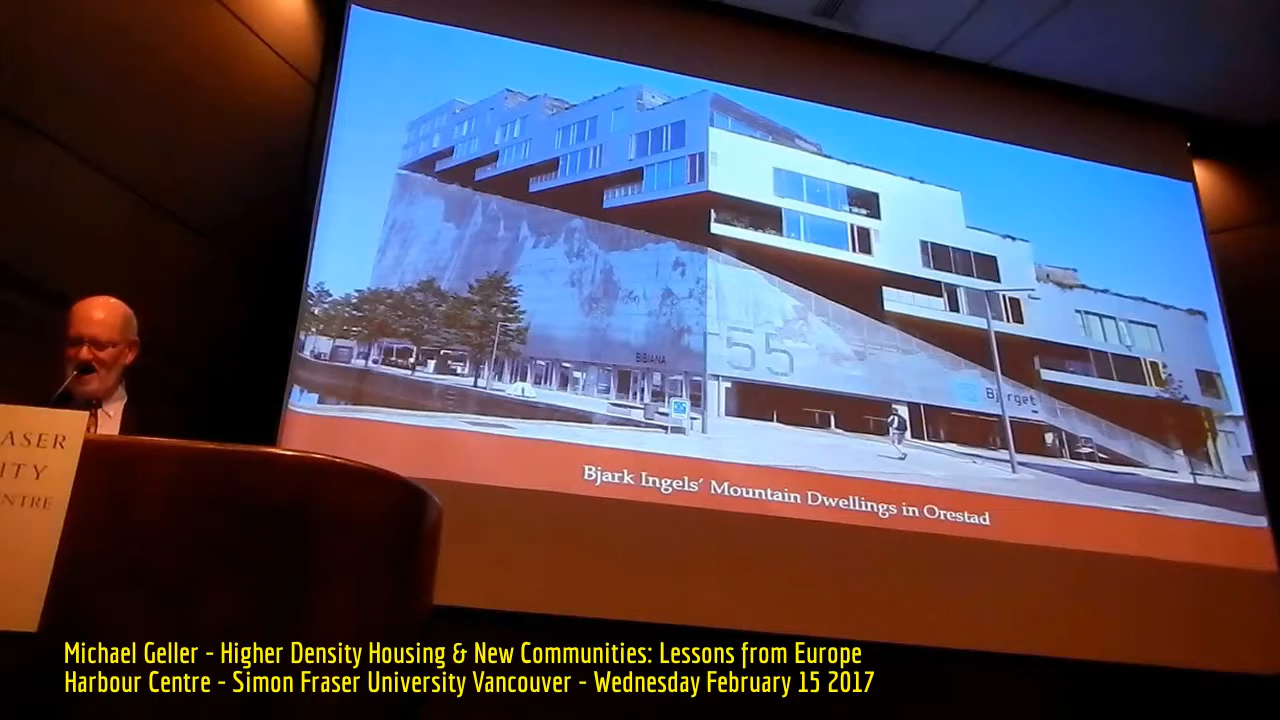 BIBIANA
55
Bjerget
Bjark Ingels' Mountain Dwellings in Orestad
ASER
ITY
NTRE
Michael Geller - Higher Density Housing & New Communities: Lessons from Europe
Harbour Centre - Simon Fraser University Vancouver - Wednesday February 15 2017